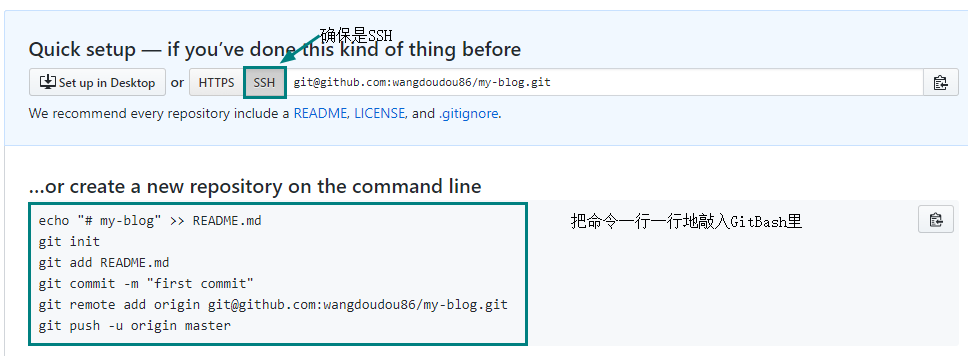 确保是SSH
Quick setup — if you’ve done this kind of thing before
Set up in Desktop or HTTPS SSH git@github.com:wangdoudou86/my-blog.git
We recommend every repository include a README, LICENSE, and .gitignore.
…or create a new repository on the command line
echo "# my-blog" >> README.md
把命令一行一行地敲入GitBash里
git init
git add README.md
git commit -m "first commit"
git remote add origin git@github.com:wangdoudou86/my-blog.git
git push -u origin master